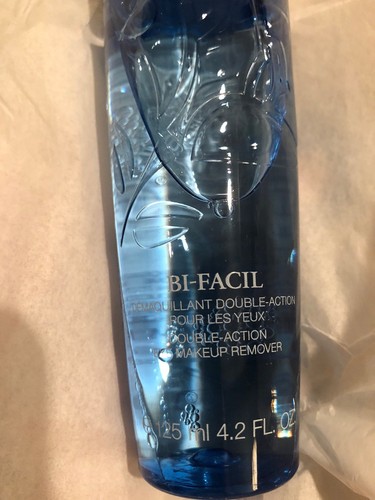 BI-FACIL
DÉMAQUILLANT DOUBLE-ACTION
POUR LES YEUX
DOUBLE-ACTION
MAKEUP REMOVER
125 ml 4.2 FL. OZ